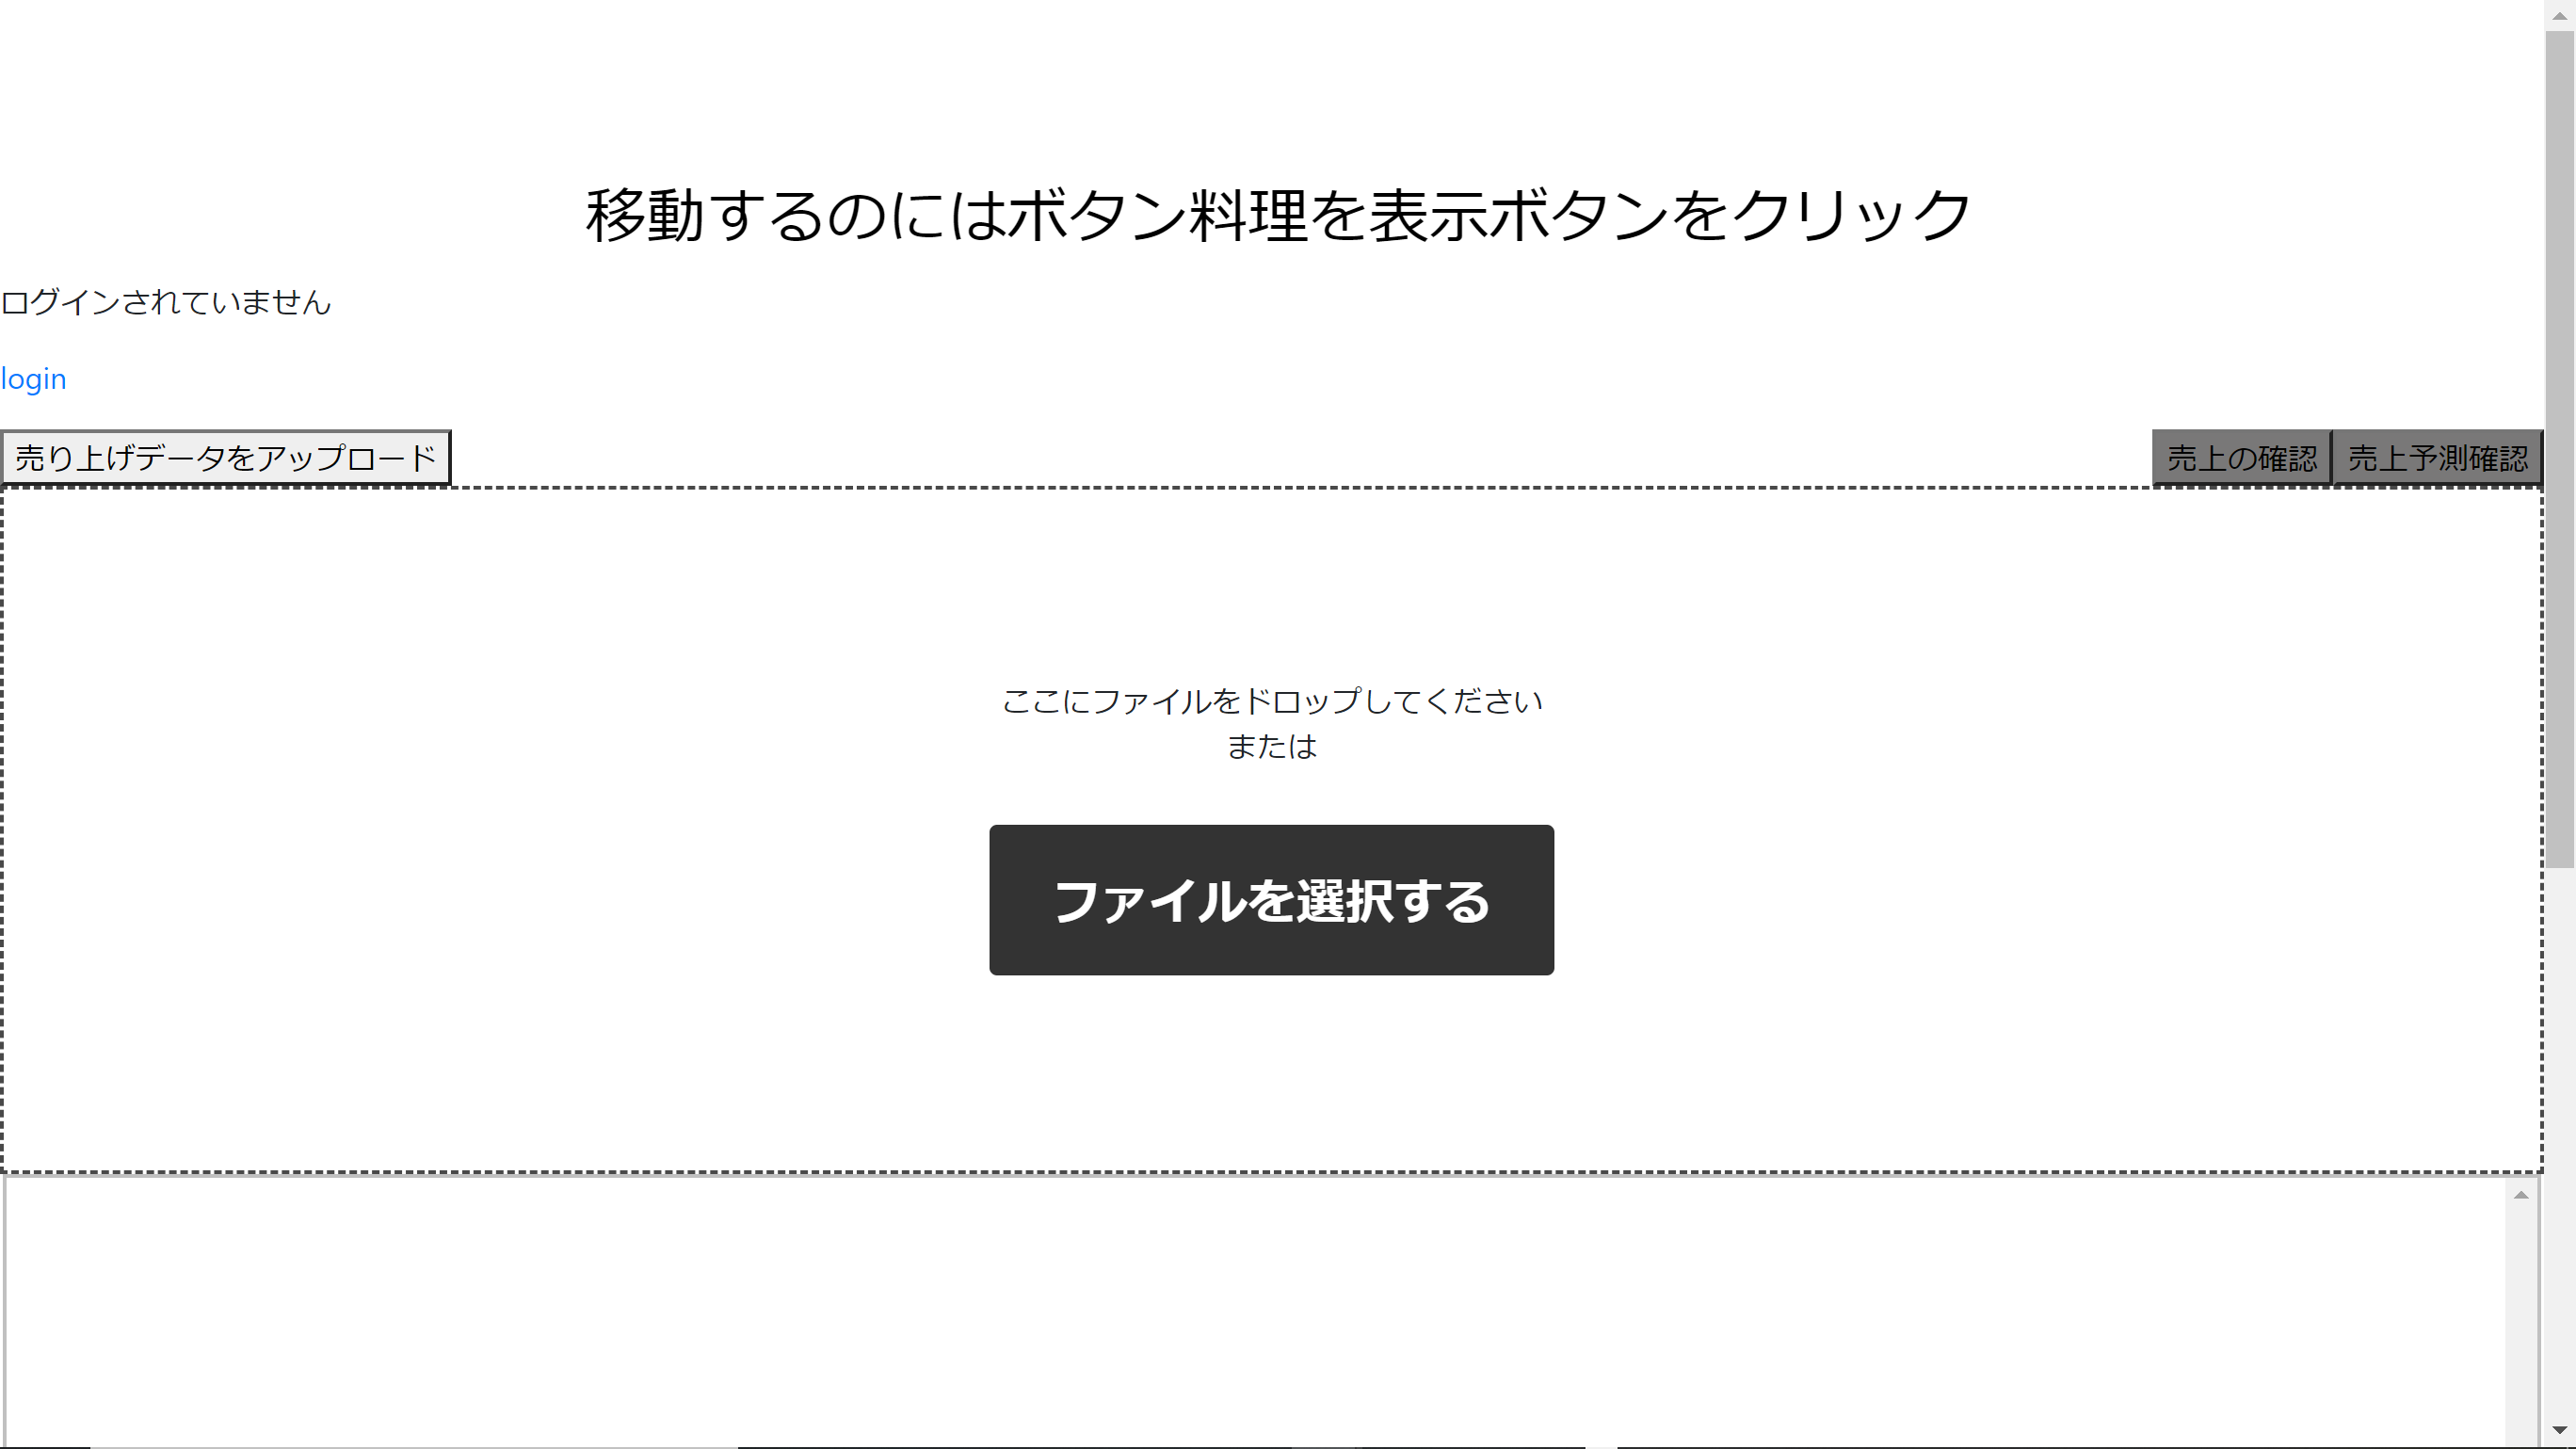 移動するのにはボタン料理を表示ボタンをクリック
ログインされていません
login
売り上げデータをアップロード
売上の確認
売上予測確認
ここにファイルをドロップしてください
または
ファイルを選択する